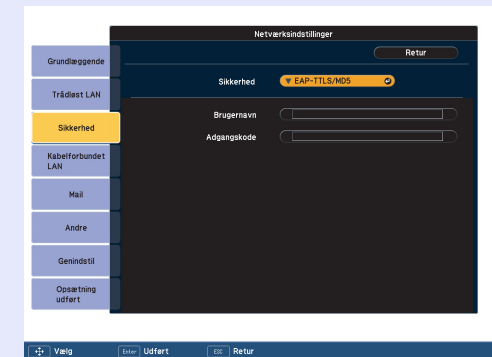 Netværksindstillinger
Retur
Grundlæggende
Sikkerhed EAP-TTLS/MD5
Trådløst LAN
Brugernavn
Sikkerhed
Adgangskode
Kabelforbundet
LAN
Mail
Andre
Genindstil
Opsætning
udført
Vælg Enter Udført ESC Retur